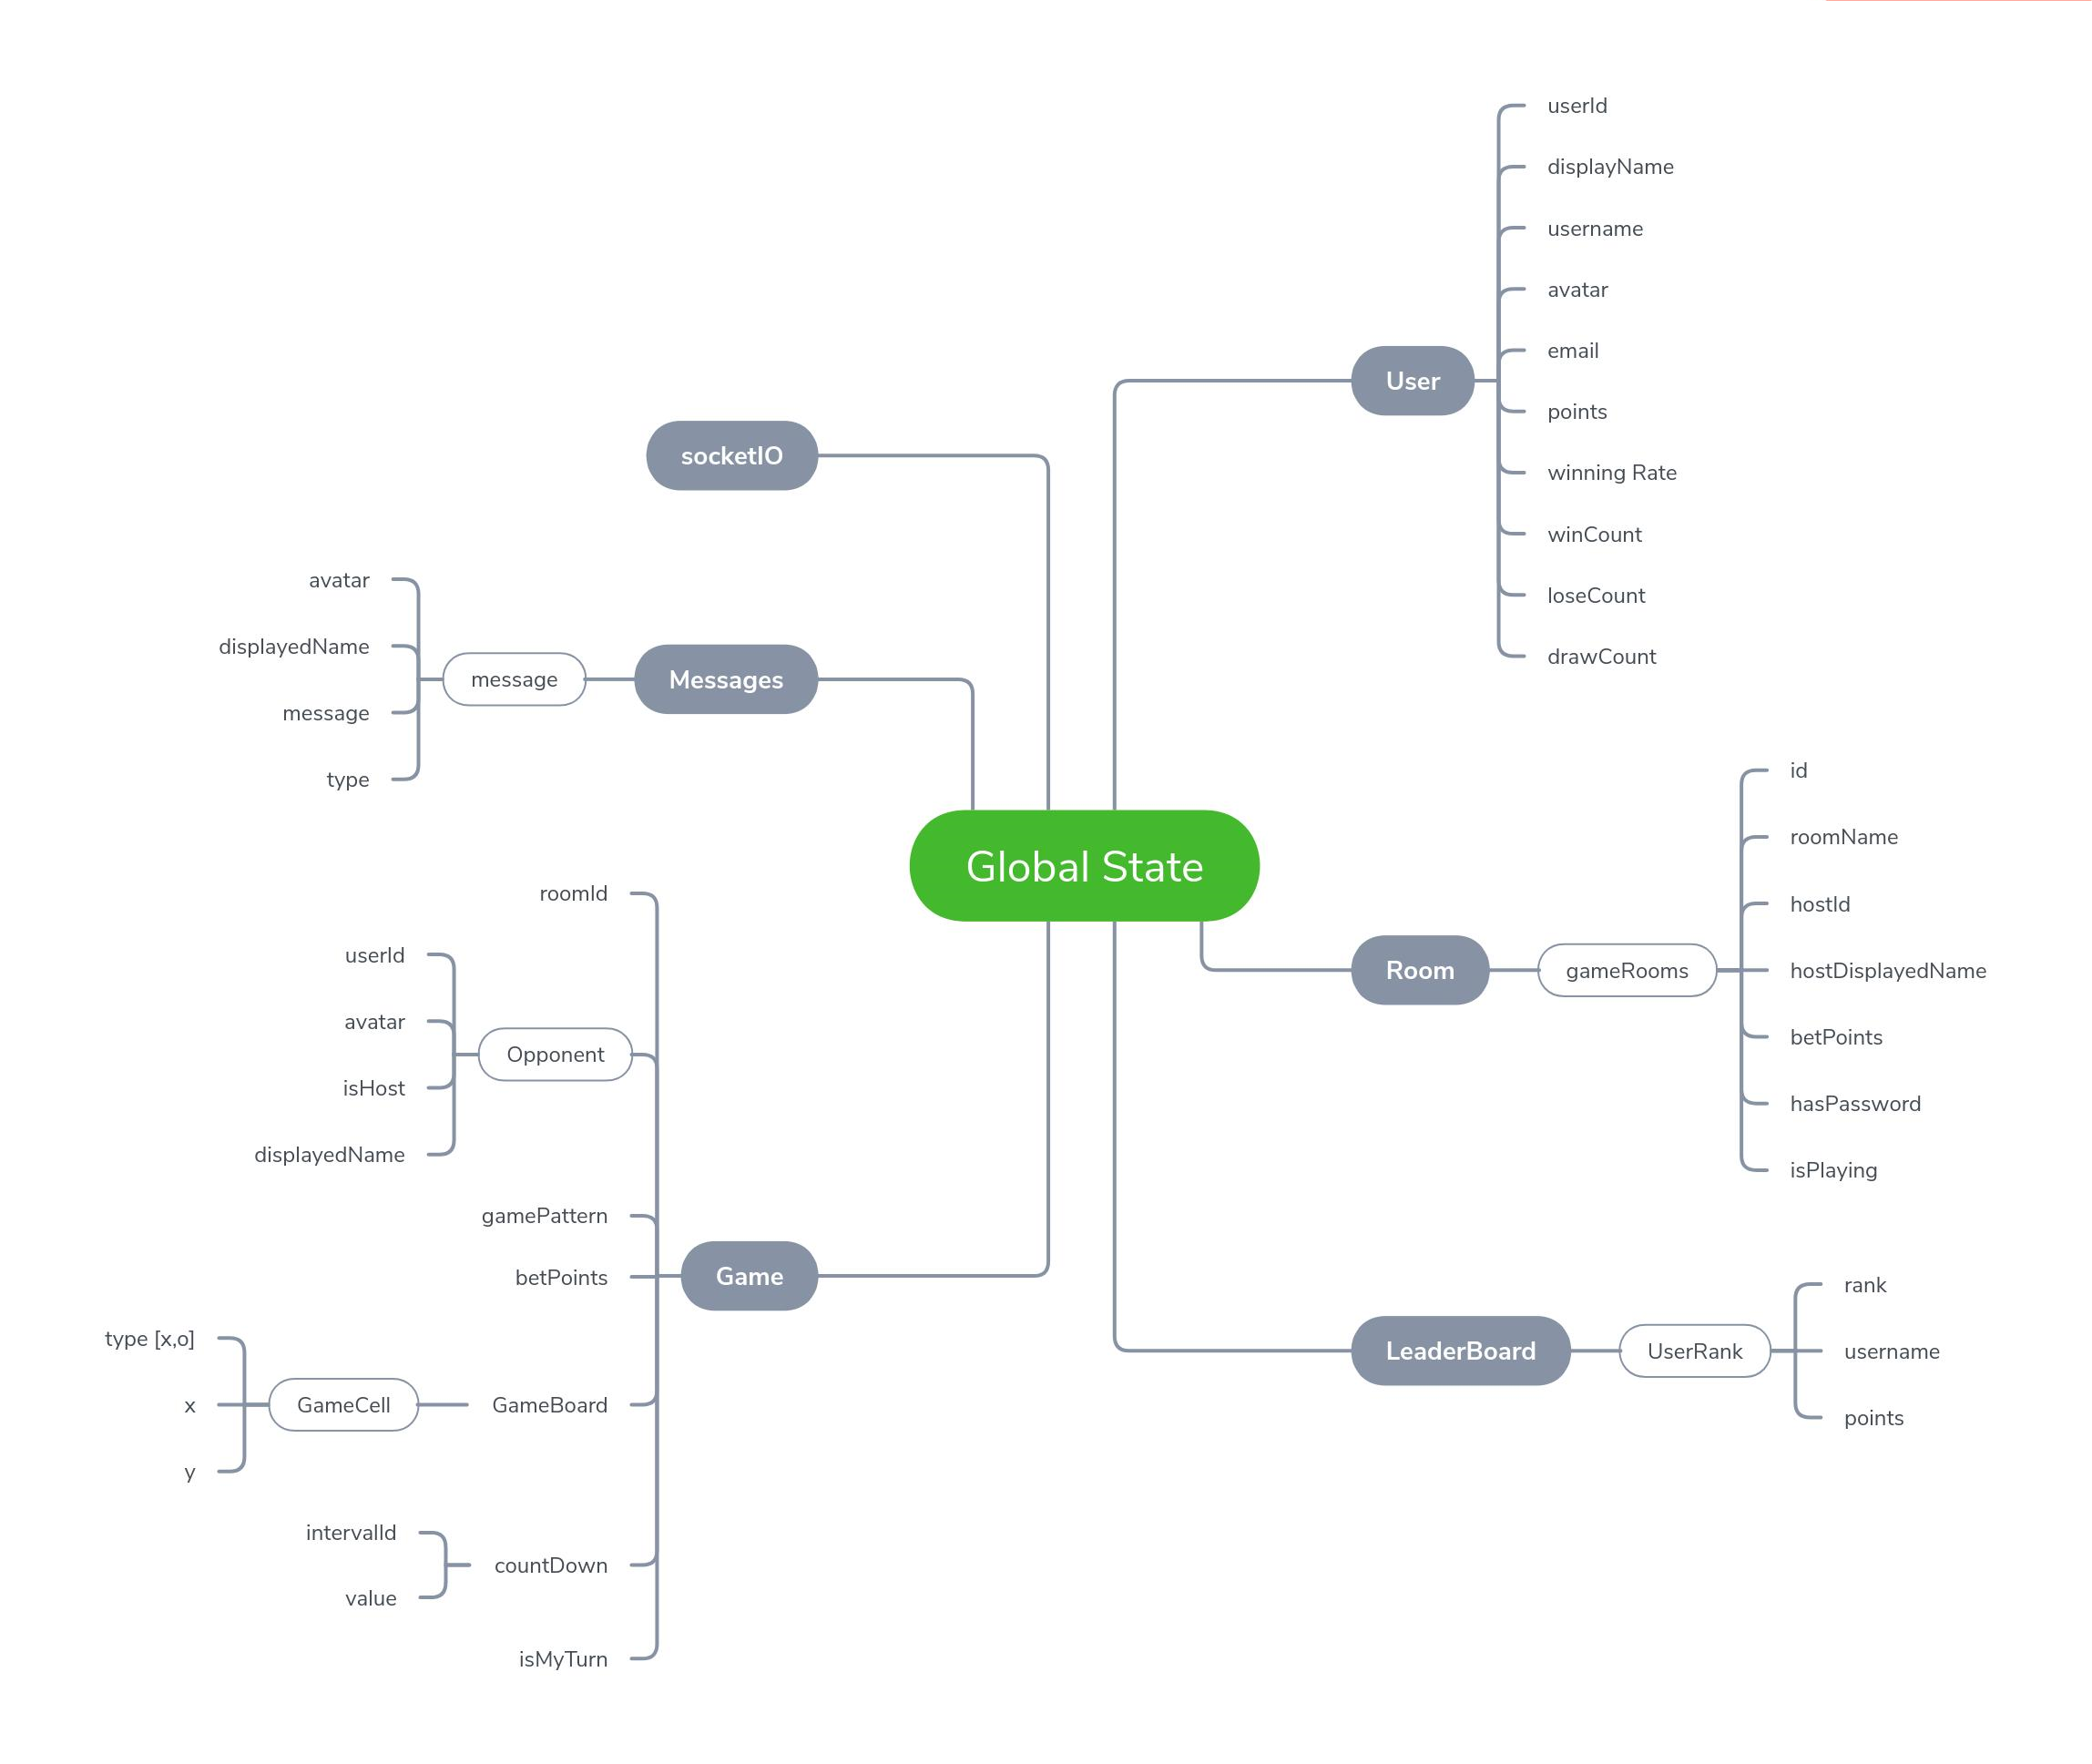 Global State
User
userId
displayName
username
avatar
email
points
winning Rate
winCount
loseCount
drawCount
Room
gameRooms
id
roomName
hostId
hostDisplayedName
betPoints
hasPassword
isPlaying
LeaderBoard
UserRank
rank
username
points
socketIO
Messages
message
avatar
displayedName
message
type
Game
roomId
Opponent
userId
avatar
isHost
displayedName
gamePattern
betPoints
GameBoard
GameCell
type [x,o]
x
y
countDown
intervalId
value
isMyTurn